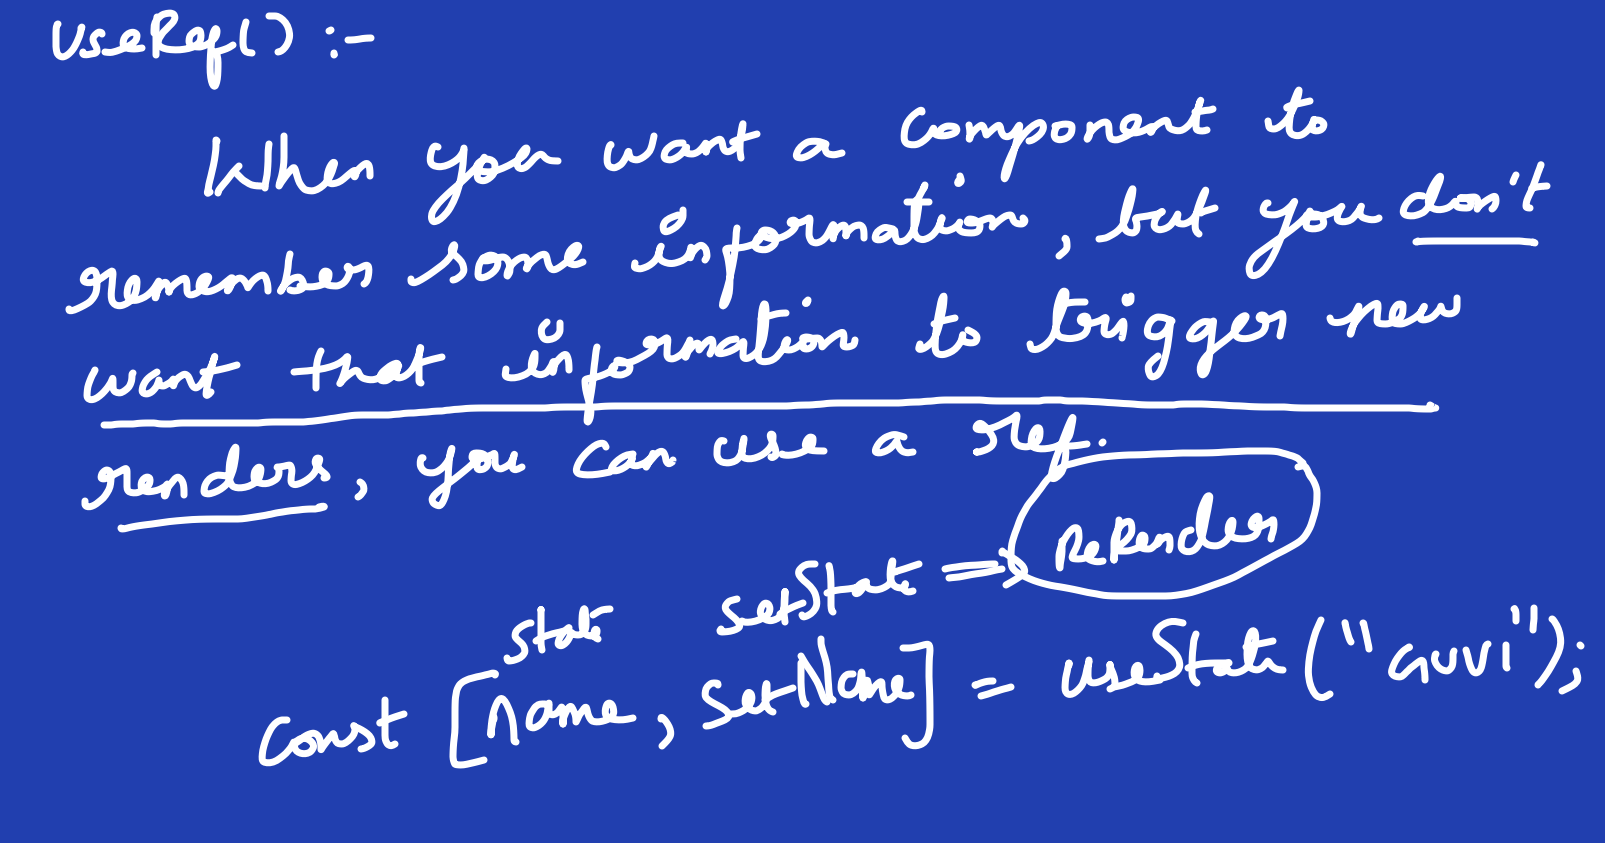 useRef() :-
When you want a component to
remember some information, but you don't
want that information to trigger new
renders, you can use a ref.
ReRender
state setState =>
const [name, setName] = useState("GUVI");